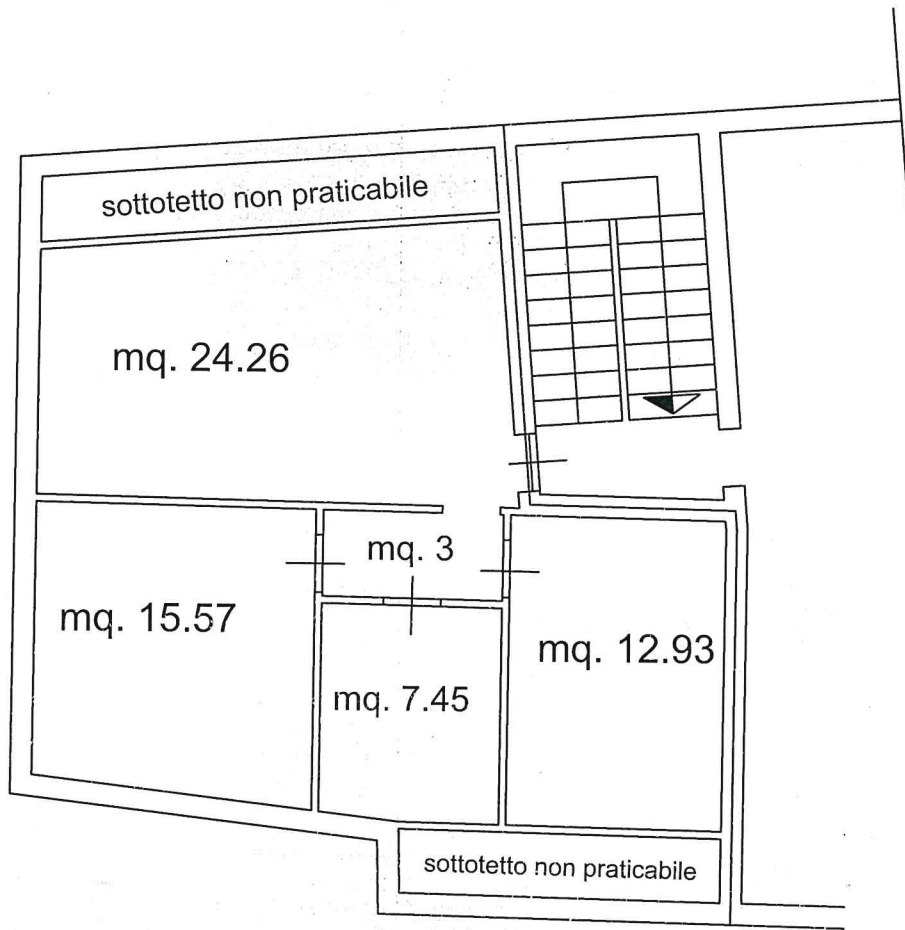 sottotetto non praticabile
mq. 24.26
mq. 3
mq. 15.57
mq. 12.93
mq. 7.45
sottotetto non praticabile